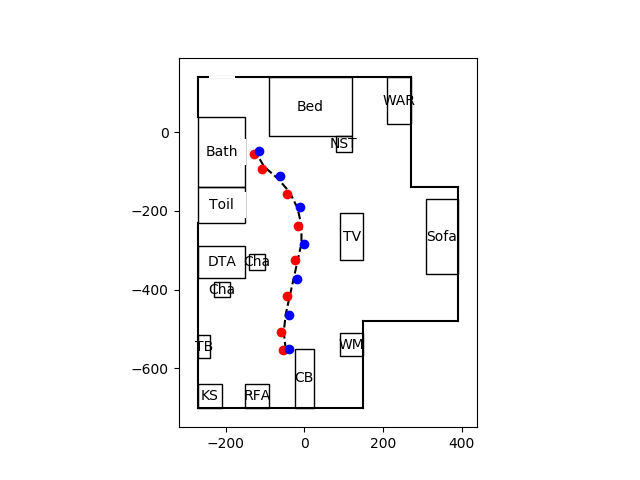 Bed
WAR
NST
Bath
Toil
TV
Sofa
DTA
Cha
Cha
TB
WM
CB
KS
RFA
0
−200
−400
−600
−200
0
200
400